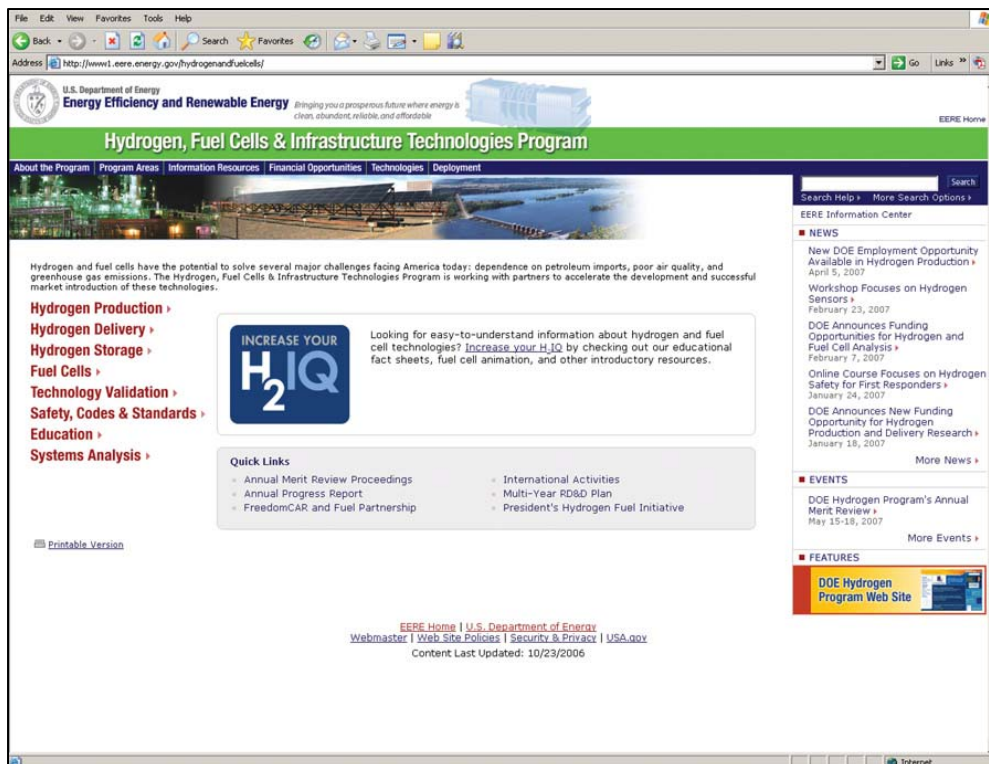 File Edit View Favorites Tools Help
Back Search Favorites
Address http://www1.eere.energy.gov/hydrogenandfuelcells/ Go Links »
U.S. Department of Energy
Energy Efficiency and Renewable Energy
Bringing you a prosperous future where energy is
clean, abundant, reliable, and affordable
EERE Home
Hydrogen, Fuel Cells & Infrastructure Technologies Program
About the Program Program Areas Information Resources Financial Opportunities Technologies Deployment
Search
Search Help More Search Options
EERE Information Center
Hydrogen and fuel cells have the potential to solve several major challenges facing America today: dependence on petroleum imports, poor air quality, and
greenhouse gas emissions. The Hydrogen, Fuel Cells & Infrastructure Technologies Program is working with partners to accelerate the development and successful
market introduction of these technologies.
Hydrogen Production
Hydrogen Delivery
Hydrogen Storage
Fuel Cells
Technology Validation
Safety, Codes & Standards
Education
Systems Analysis
Printable Version
INCREASE YOUR
H2IQ
Looking for easy-to-understand information about hydrogen and fuel
cell technologies? Increase your H2IQ by checking out our educational
fact sheets, fuel cell animation, and other introductory resources.
Quick Links
Annual Merit Review Proceedings
Annual Progress Report
FreedomCAR and Fuel Partnership
International Activities
Multi-Year RD&D Plan
President's Hydrogen Fuel Initiative
NEWS
New DOE Employment Opportunity
Available in Hydrogen Production
April 5, 2007
Workshop Focuses on Hydrogen
Sensors
February 23, 2007
DOE Announces Funding
Opportunities for Hydrogen and
Fuel Cell Analysis
February 7, 2007
Online Course Focuses on Hydrogen
Safety for First Responders
January 24, 2007
DOE Announces New Funding
Opportunity for Hydrogen
Production and Delivery Research
January 18, 2007
More News
EVENTS
DOE Hydrogen Program's Annual
Merit Review
May 15-18, 2007
More Events
FEATURES
DOE Hydrogen
Program Web Site
EERE Home | U.S. Department of Energy
Webmaster | Web Site Policies | Security & Privacy | USA.gov
Content Last Updated: 10/23/2006
Internet